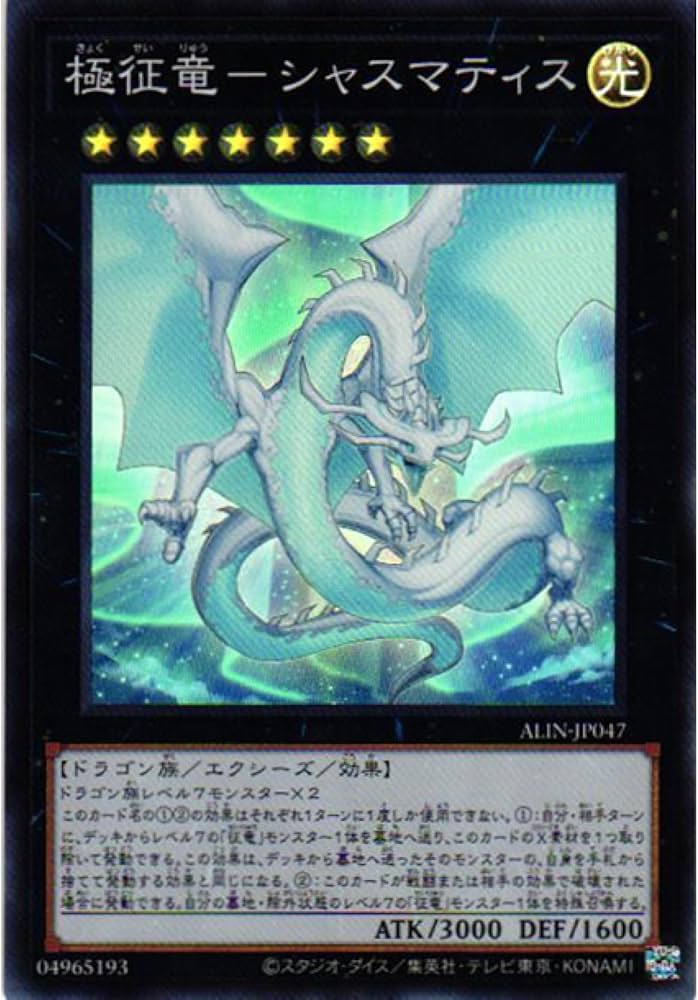 極征竜－シャスマティス
光
ALIN-JP047
【ドラゴン族／エクシーズ／効果】
ドラゴン族レベル７モンスター×２
このカード名の①②の効果はそれぞれ１ターンに１度しか使用できない。①：自分・相手ターン
に、デッキからレベル７の「征竜」モンスター１体を墓地へ送り、このカードのＸ素材を１つ取り
除いて発動できる。この効果は、デッキから墓地へ送ったそのモンスターの、自身を手札から
捨てて発動する効果と同じになる。②：このカードが戦闘または相手の効果で破壊された
場合に発動できる。自分の墓地・除外状態のレベル７の「征竜」モンスター１体を特殊召喚する。
ATK/3000 DEF/1600
04965193
©スタジオ・ダイス／集英社・テレビ東京・KONAMI